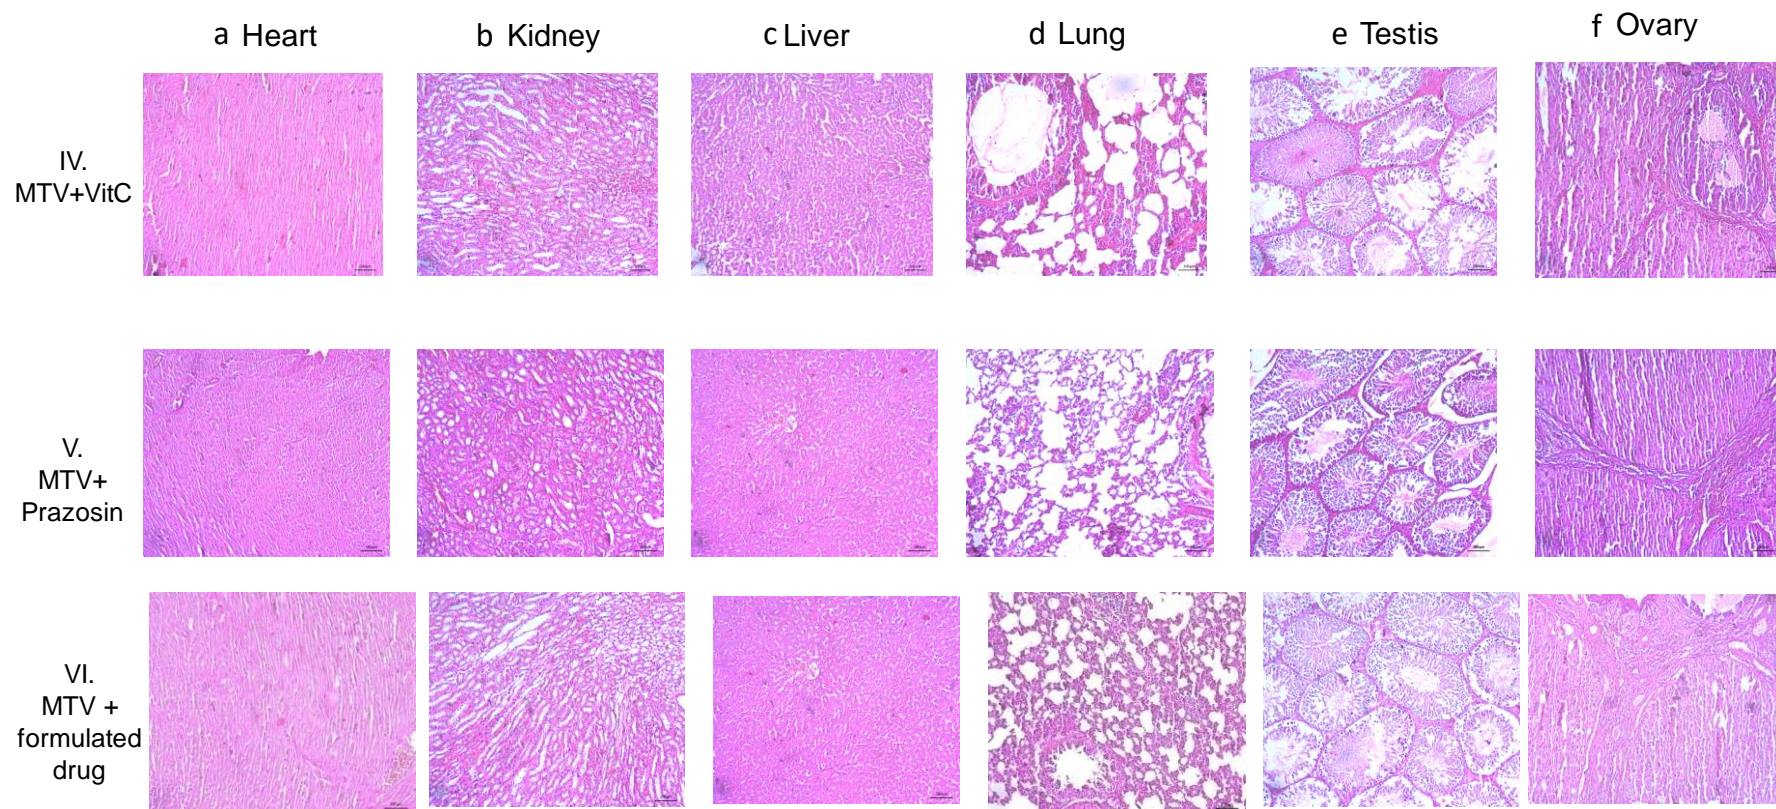 a Heart
b Kidney
c Liver
d Lung
e Testis
f Ovary
IV.
MTV+VitC
V.
MTV+
Prazosin
VI.
MTV +
formulated
drug